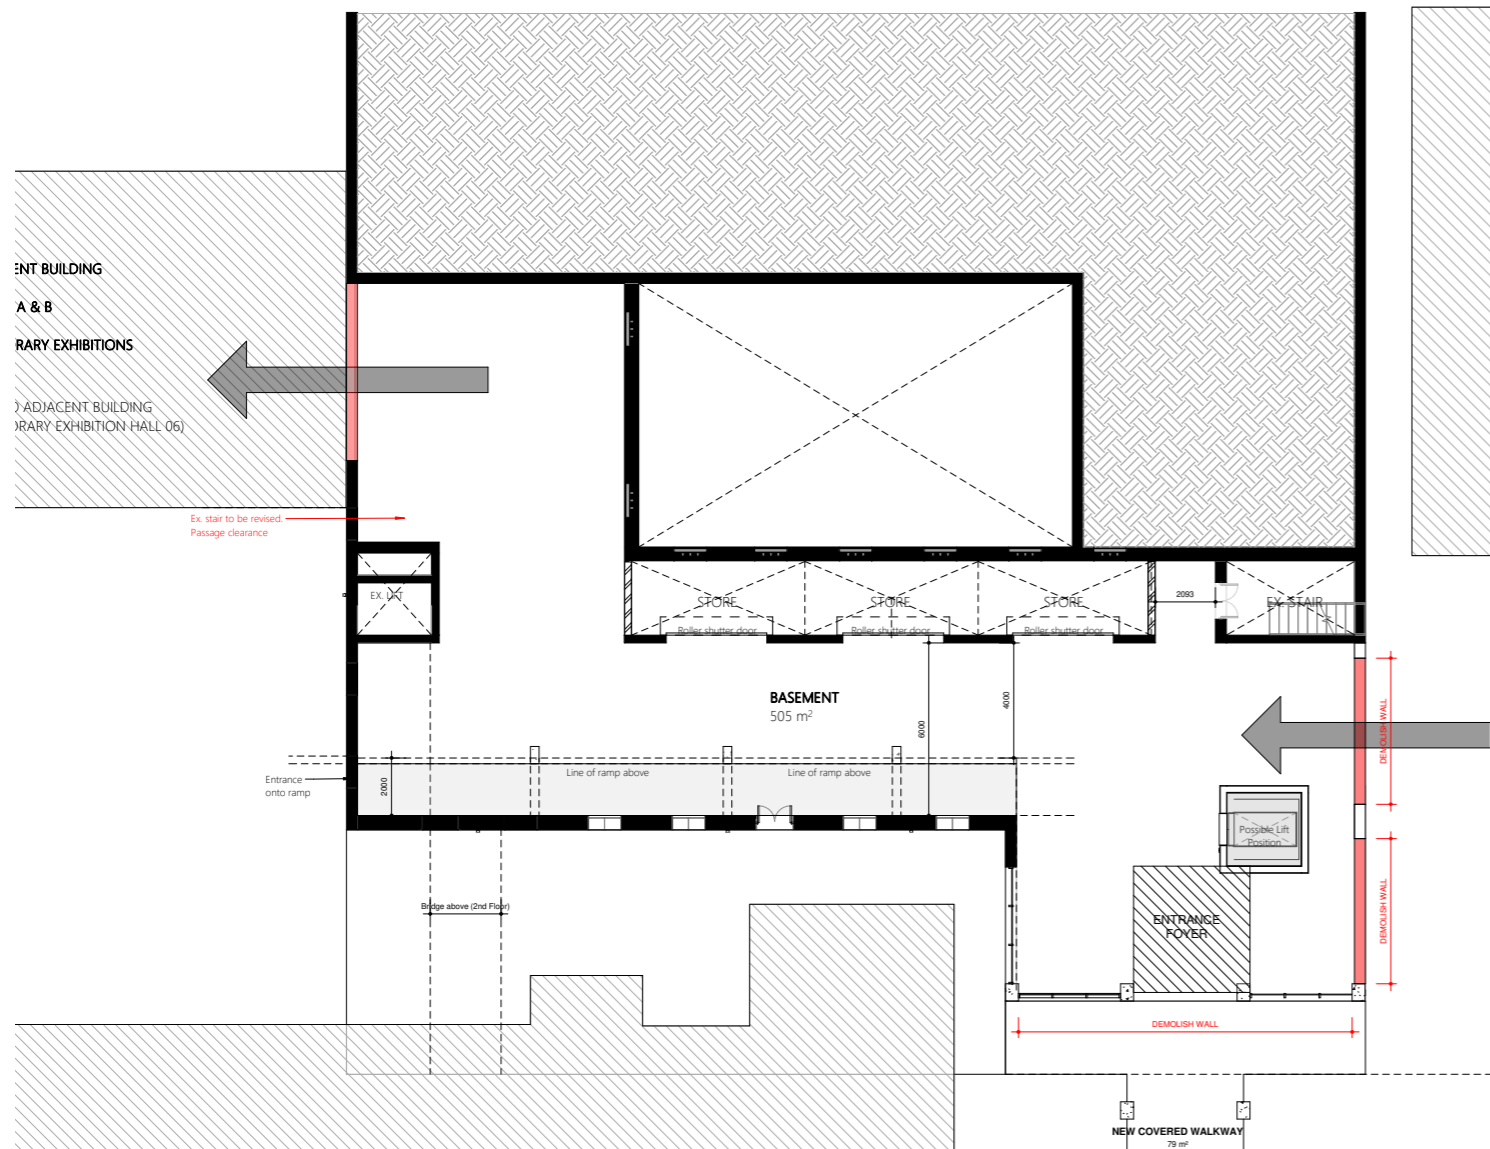 ENT BUILDING
A & B
RARY EXHIBITIONS
ADJACENT BUILDING
RARY EXHIBITION HALL 06)
Ex. stair to be revised.
Passage clearance
EX. LIFT
STORE
STORE
STORE
Roller shutter door
Roller shutter door
Roller shutter door
2093
EX. STAIR
BASEMENT
505 m²
6000
4000
DEMOLISH WALL
Line of ramp above
Line of ramp above
2000
Entrance
onto ramp
Possible Lift
Position
DEMOLISH WALL
Bridge above (2nd Floor)
ENTRANCE
FOYER
DEMOLISH WALL
NEW COVERED WALKWAY
79 m²